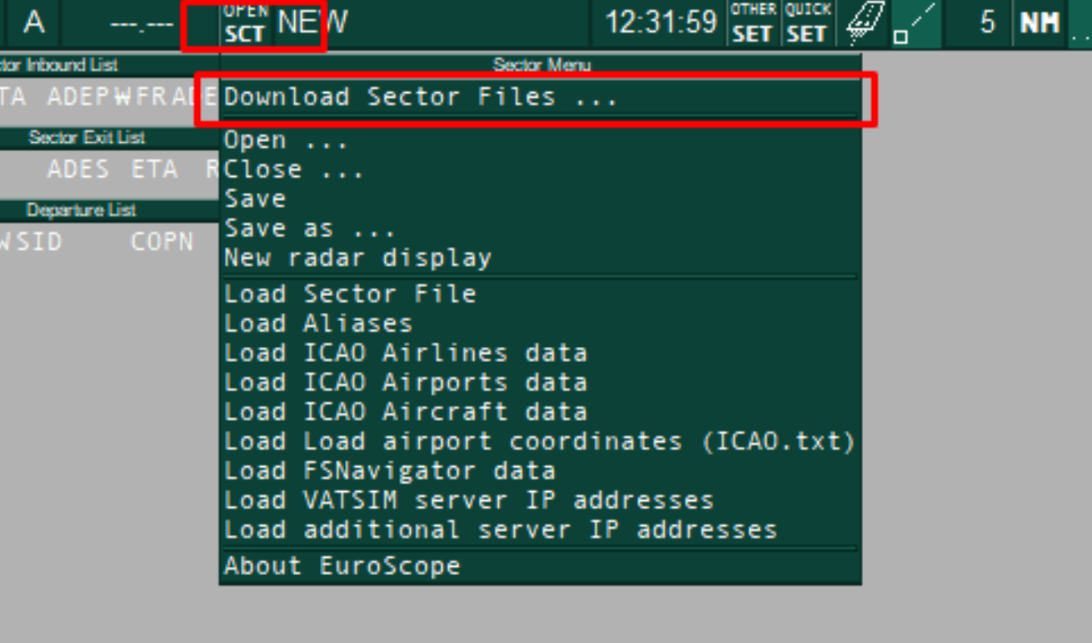 A ---.--- OPEN SCT NEW 12:31:59 OTHER SET QUICK SET 5 NM ..
tor Inbound List
TA ADEP WFR ADE
Sector Exit List
ADES ETA R
Departure List
WSID COPN
Sector Menu
Download Sector Files ...
Open ...
Close ...
Save
Save as ...
New radar display
Load Sector File
Load Aliases
Load ICAO Airlines data
Load ICAO Airports data
Load ICAO Aircraft data
Load Load airport coordinates (ICAO.txt)
Load FSNavigator data
Load VATSIM server IP addresses
Load additional server IP addresses
About EuroScope